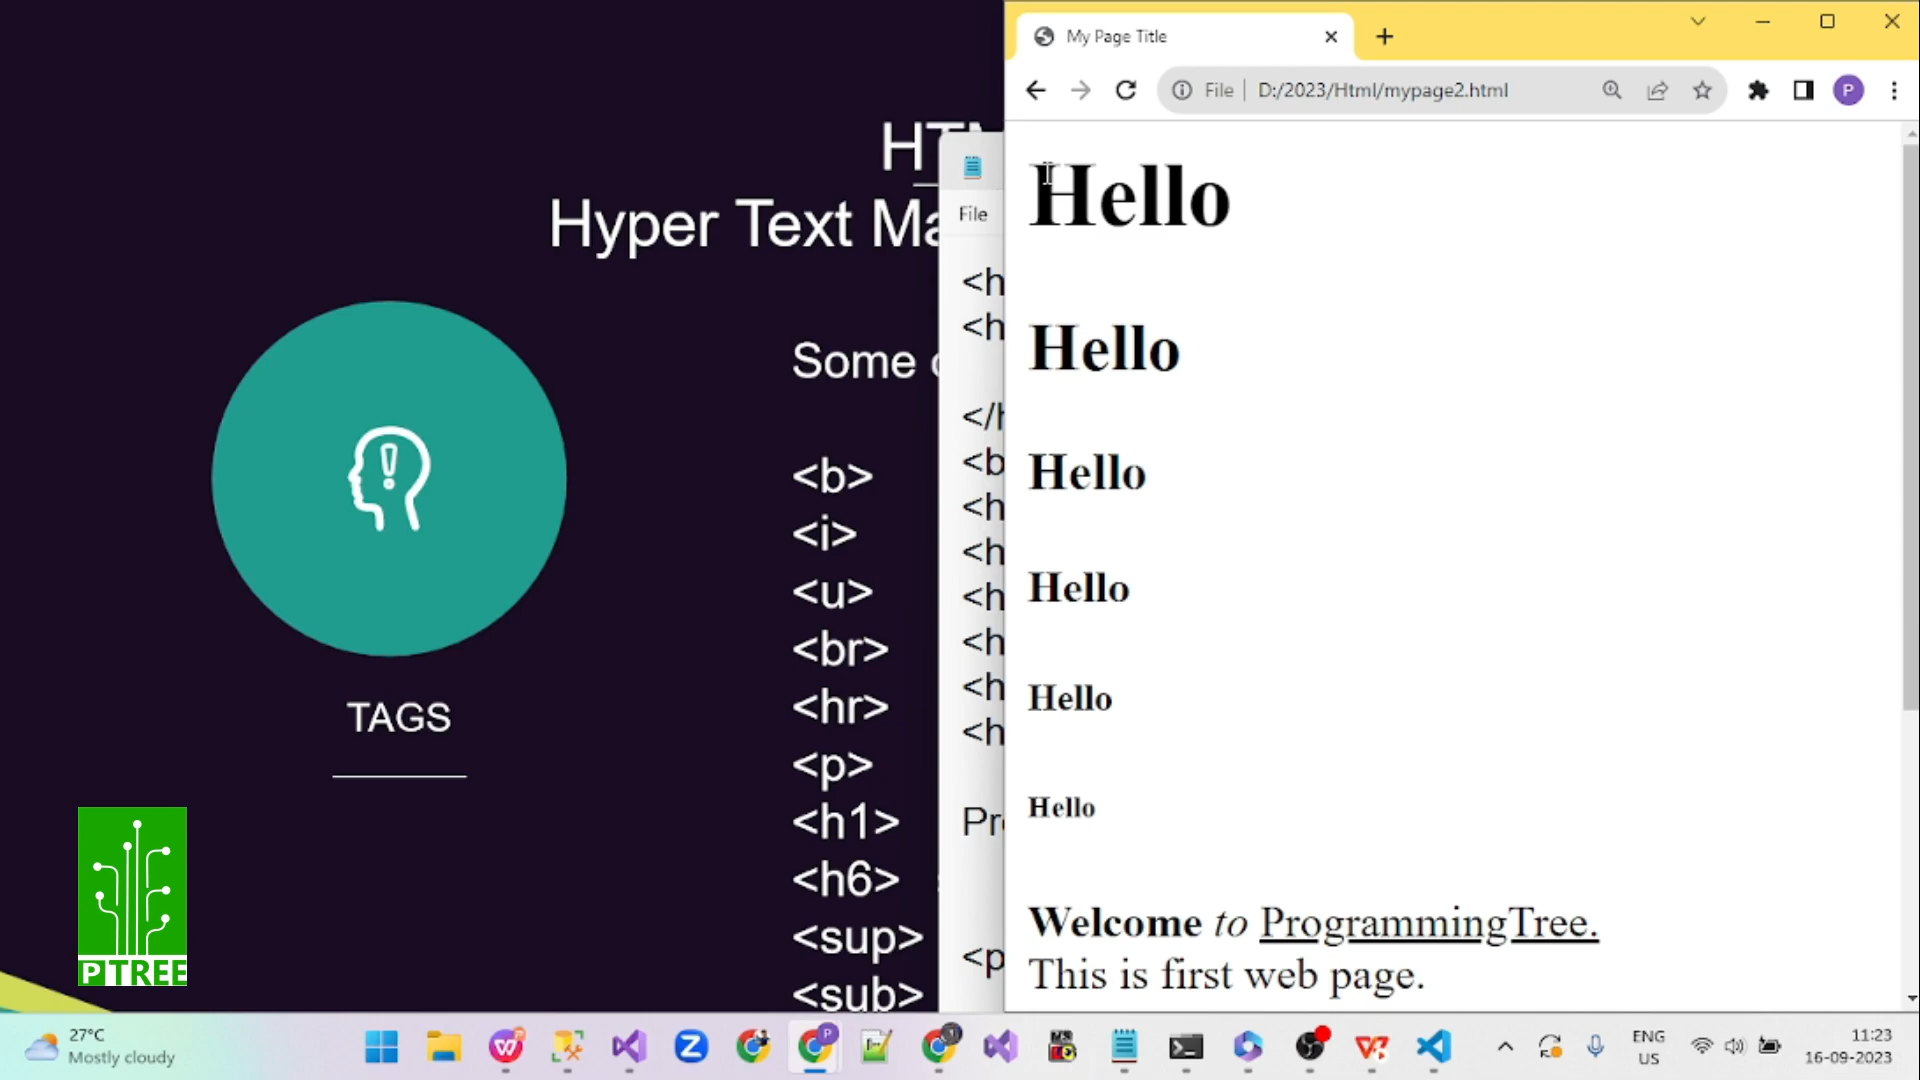 HTM
Hyper Text Ma
Some
<b>
<i>
<u>
<br>
<hr>
<p>
<h1>
<h6>
<sup>
<sub>
TAGS
PTREE
File
<h
<h
</h
<b
<h
<h
<h
<h
<h
<h
Pr
<p
My Page Title
File | D:/2023/Html/mypage2.html
P
Hello
Hello
Hello
Hello
Hello
Hello
Welcome to ProgrammingTree.
This is first web page.
27°C
Mostly cloudy
ENG
US
11:23
16-09-2023